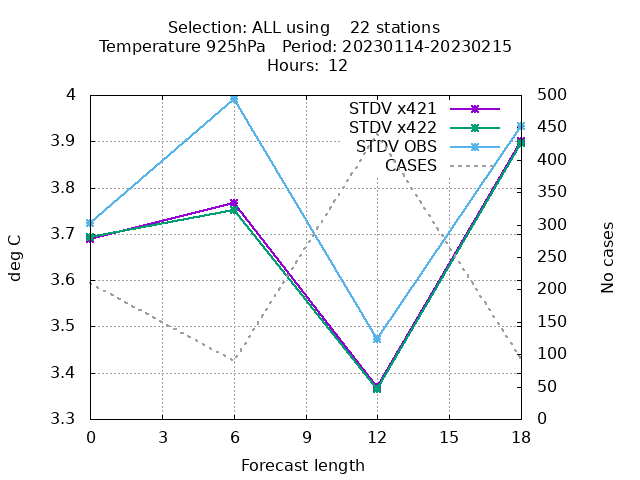 Selection: ALL using    22 stations
Temperature 925hPa   Period: 20230114-20230215
Hours:  12
4
3.9
3.8
3.7
3.6
3.5
3.4
3.3
500
450
400
350
300
250
200
150
100
50
0
STDV x421
STDV x422
STDV OBS
CASES
deg C
No cases
0
3
6
9
12
15
18
Forecast length